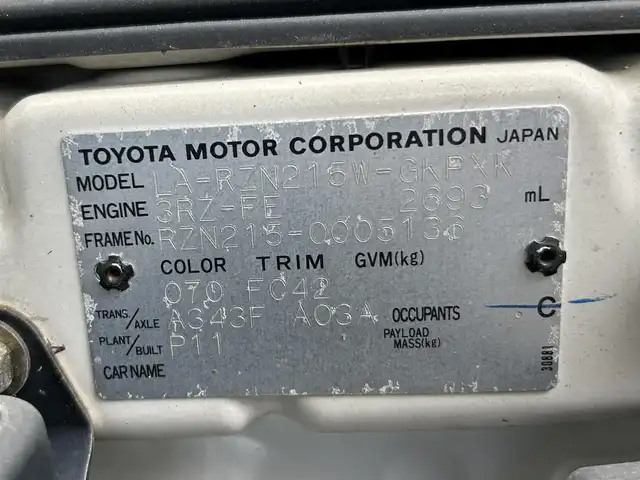 TOYOTA MOTOR CORPORATION JAPAN
MODEL LA-RZN215W-GKPXK
ENGINE 3RZ-FE 2693 mL
FRAME No. RZN215-0005136
COLOR TRIM GVM(kg)
070 FC42
TRANS./AXLE A343F A03A OCCUPANTS C
PLANT/BUILT P11 PAYLOAD MASS(kg)
CAR NAME
30881